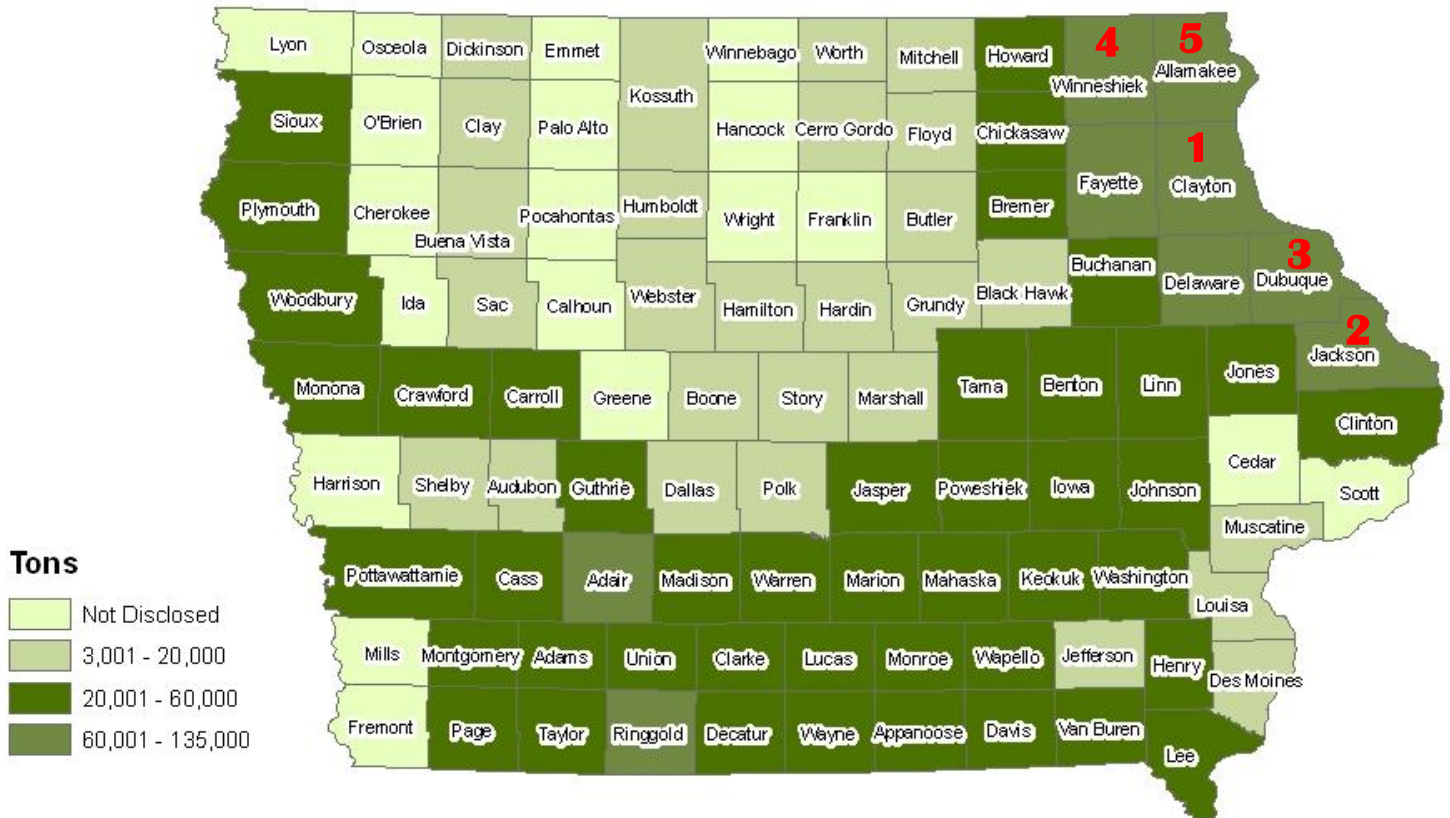 4
5
Lyon
Osceola
Dickinson
Emmet
Winnebago
Worth
Mitchell
Howard
Winneshiek
Allamakee
Kossuth
Sioux
O'Brien
Clay
Palo Alto
Hancock
Cerro Gordo
Floyd
Chickasaw
1
Plymouth
Cherokee
Buena Vista
Pocahontas
Humboldt
Wright
Franklin
Butler
Bremer
Fayette
Clayton
3
Woodbury
Ida
Sac
Calhoun
Webster
Hamilton
Hardin
Grundy
Black Hawk
Buchanan
Delaware
Dubuque
2
Monona
Crawford
Carroll
Greene
Boone
Story
Marshall
Tama
Benton
Linn
Jones
Jackson
Clinton
Harrison
Shelby
Audubon
Guthrie
Dallas
Polk
Jasper
Poweshiek
Iowa
Johnson
Cedar
Scott
Muscatine
Pottawattamie
Cass
Adair
Madison
Warren
Marion
Mahaska
Keokuk
Washington
Louisa
Mills
Montgomery
Adams
Union
Clarke
Lucas
Monroe
Wapello
Jefferson
Henry
Des Moines
Fremont
Page
Taylor
Ringgold
Decatur
Wayne
Appanoose
Davis
Van Buren
Lee
Tons
Not Disclosed
3,001 - 20,000
20,001 - 60,000
60,001 - 135,000